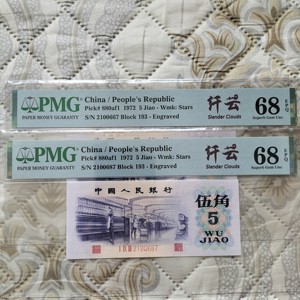 PMG
PAPER MONEY GUARANTY
China / People's Republic
Pick# 880af1 1972 5 Jiao - Wmk: Stars
S/N 2100667 Block 193 - Engraved
纤云
Slender Clouds
68 EPQ
Superb Gem Unc
PMG
PAPER MONEY GUARANTY
China / People's Republic
Pick# 880af1 1972 5 Jiao - Wmk: Stars
S/N 2100667 Block 193 - Engraved
纤云
Slender Clouds
68 EPQ
Superb Gem Unc
中国人民银行
伍角
5
WU
JIAO
2100667